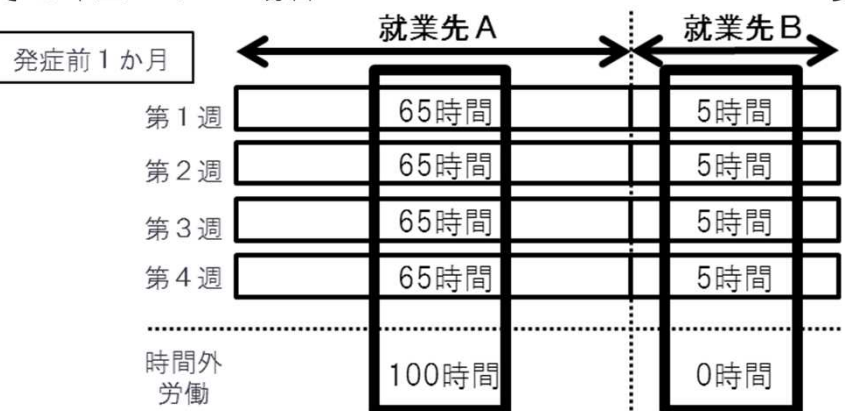 就業先A 就業先B
発症前1か月
第1週 65時間 5時間
第2週 65時間 5時間
第3週 65時間 5時間
第4週 65時間 5時間
時間外
労働
100時間 0時間